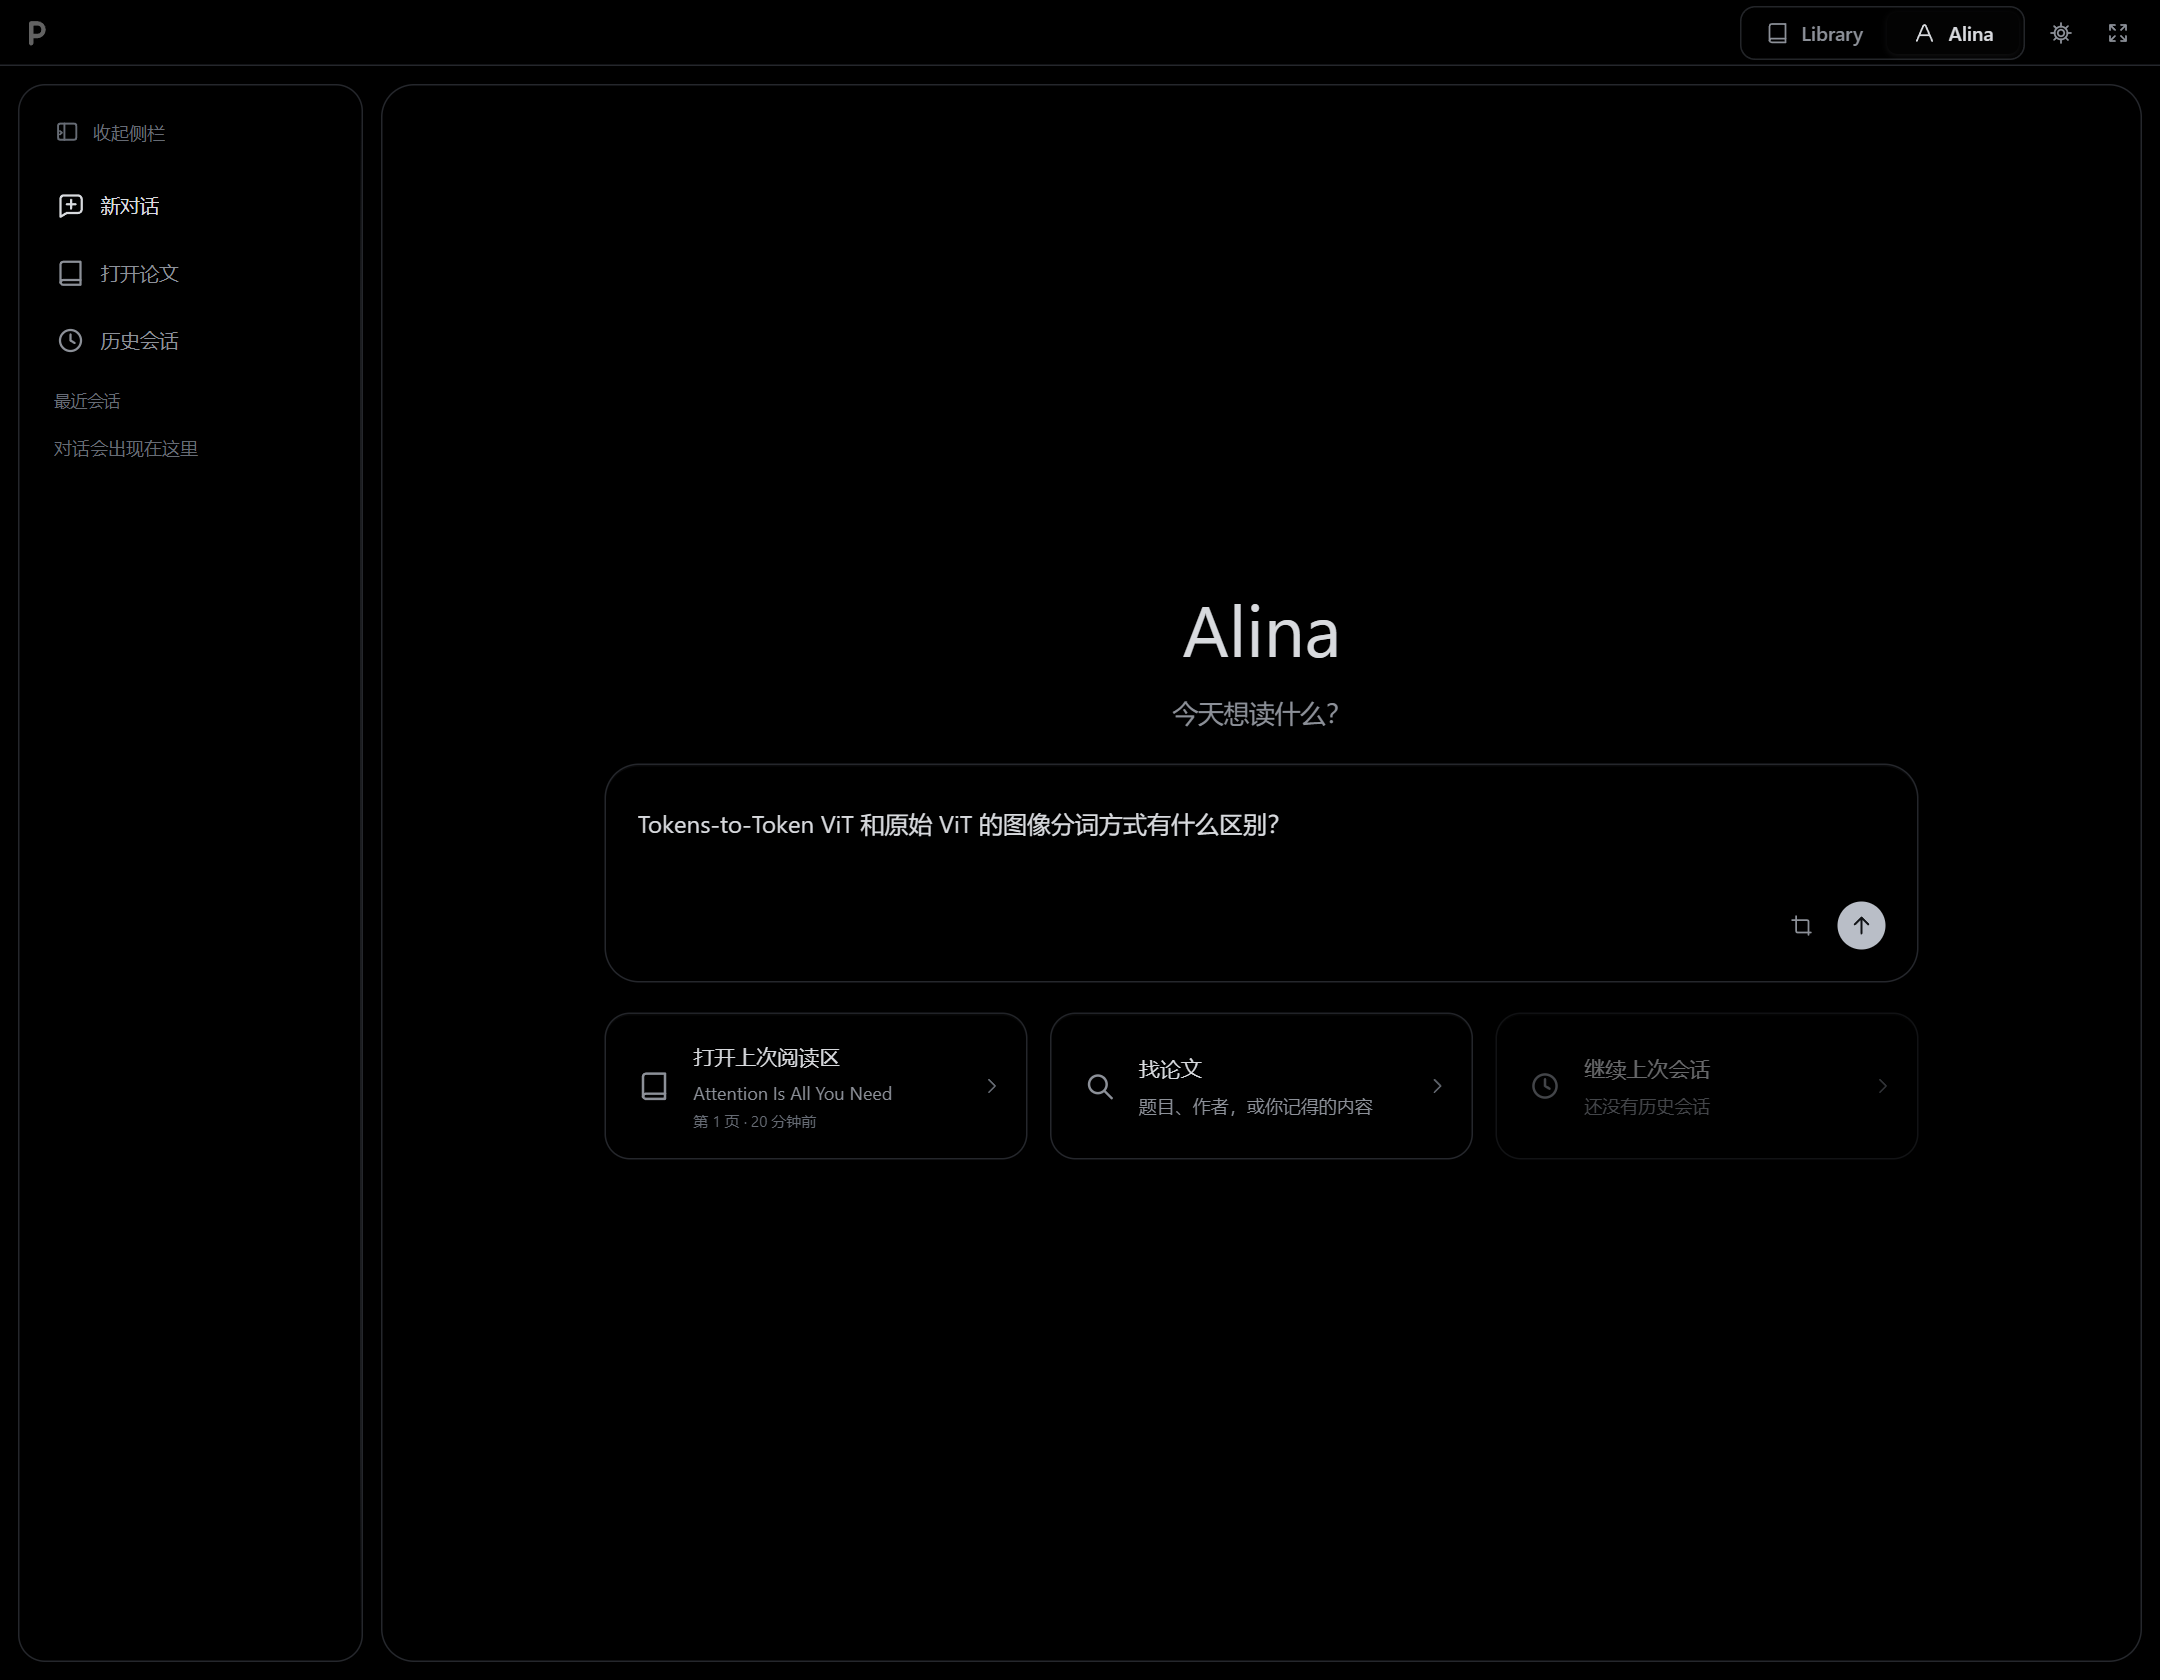 P
Library
Alina
收起侧栏
新对话
打开论文
历史会话
最近会话
对话会出现在这里
Alina
今天想读什么？
Tokens-to-Token ViT 和原始 ViT 的图像分词方式有什么区别？
打开上次阅读区
Attention Is All You Need
第 1 页 · 20 分钟前
找论文
题目、作者，或你记得的内容
继续上次会话
还没有历史会话